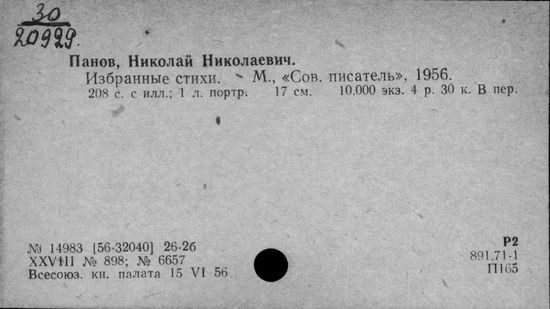 30
20929.
Панов, Николай Николаевич.
Избранные стихи. – М., «Сов. писатель», 1956.
208 с. с илл.; 1 л. портр. 17 см. 10.000 экз. 4 р. 30 к. В пер.
№ 14983 [56-32040] 26-2б
XXVIII № 898; № 6657
Всесоюз. кн. палата 15 VI 56
Р2
891.71-1
П165